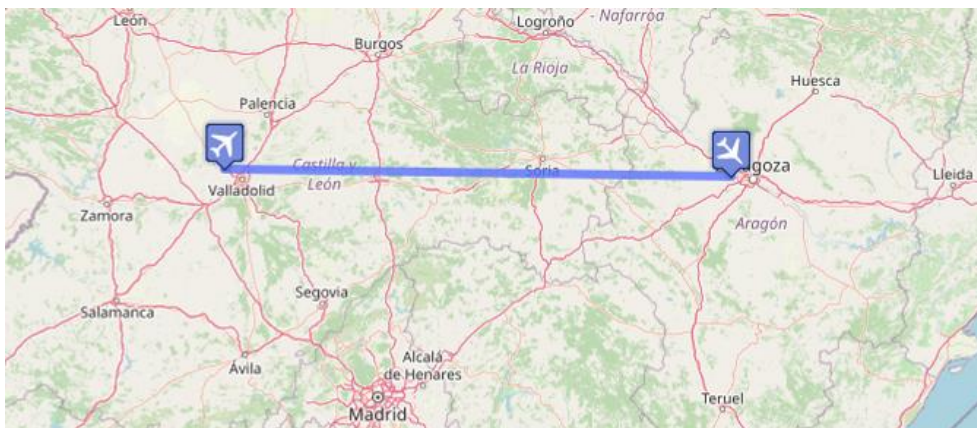 León
Logroño
- Nafarroa
Burgos
La Rioja
Huesca
Palencia
Castilla y
León
Soria
agoza
Lleida
Valladolid
Zamora
Aragón
Segovia
Salamanca
Alcalá
de Henares
Ávila
Madrid
Teruel